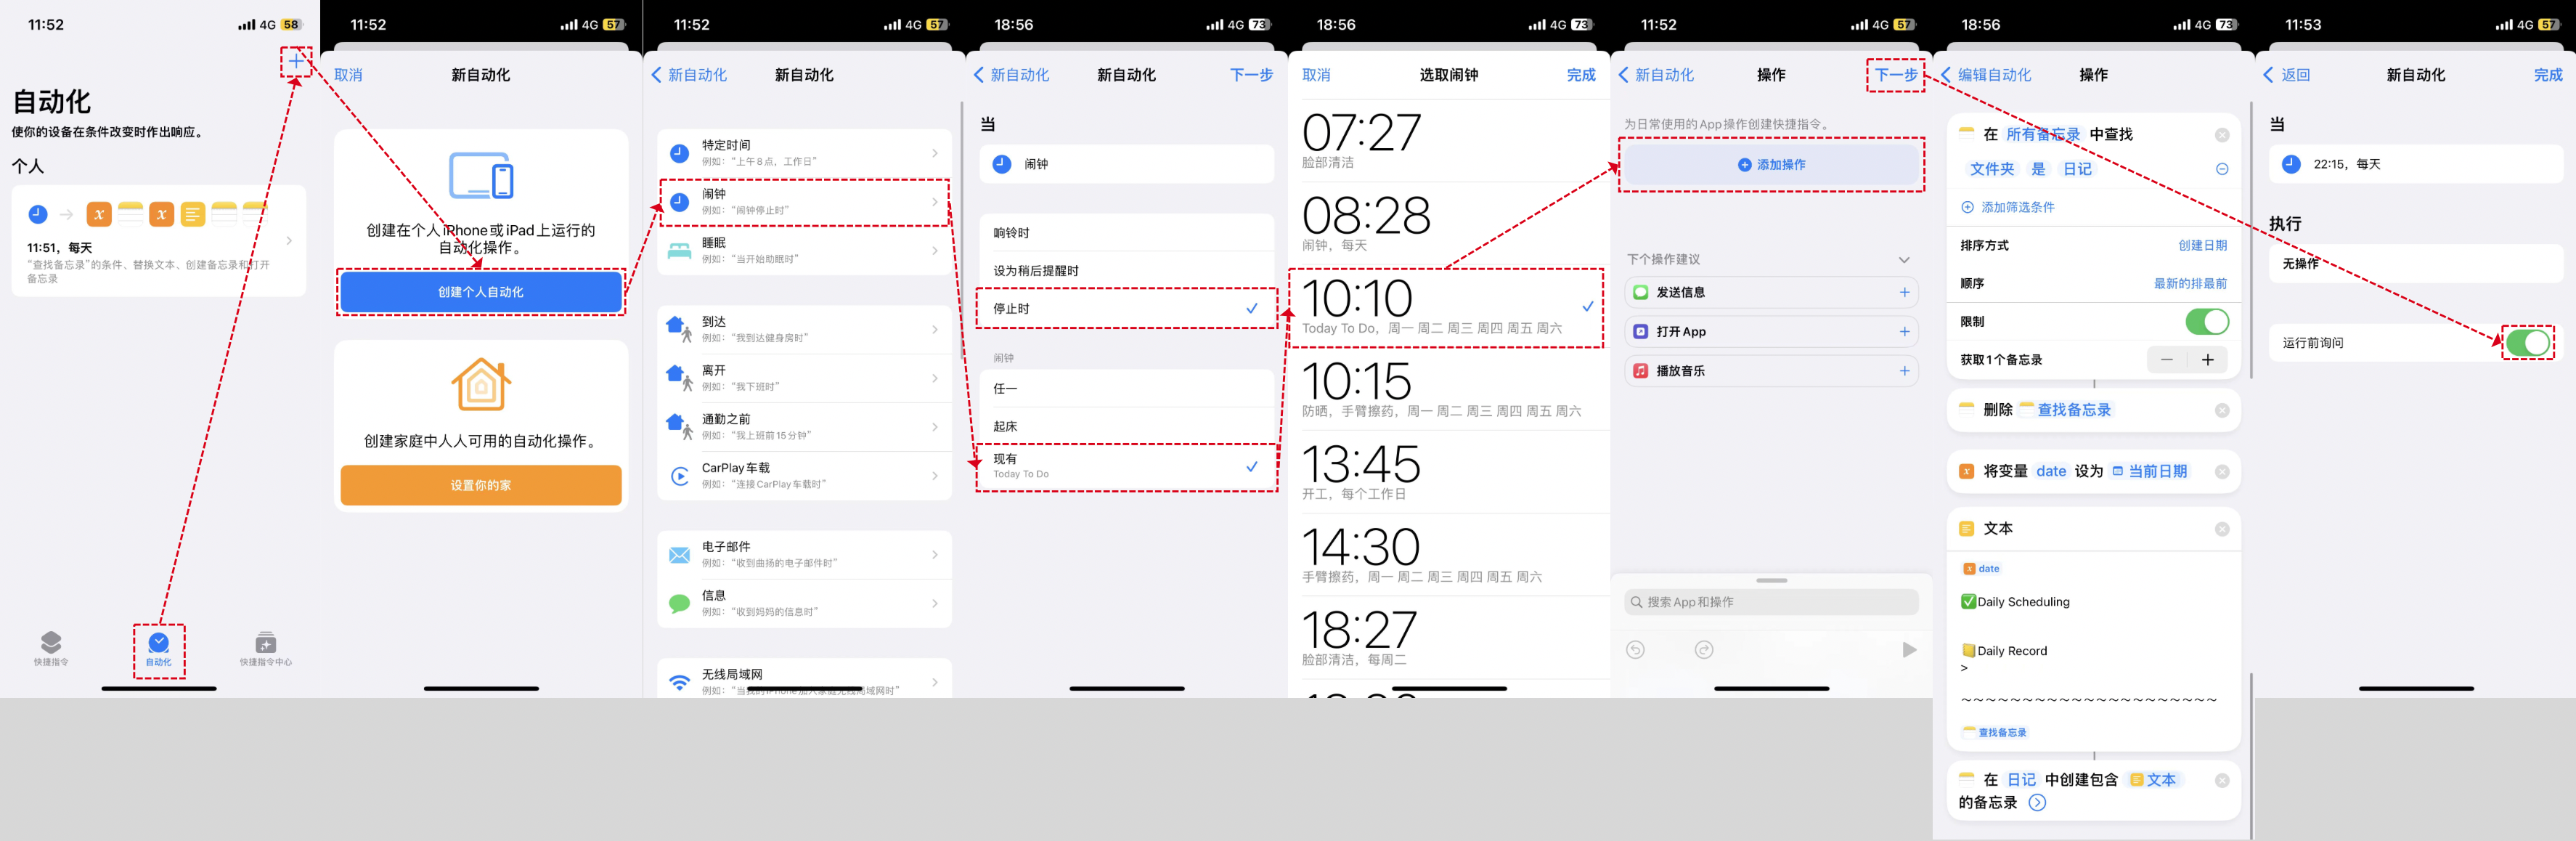 11:52
4G 58
自动化
使你的设备在条件改变时作出响应。
个人
11:51，每天
“查找备忘录”的条件、替换文本、创建备忘录和打开
备忘录
快捷指令
自动化
快捷指令中心
11:52
4G 57
取消
新自动化
创建在个人iPhone或iPad上运行的
自动化操作。
创建个人自动化
创建家庭中人人可用的自动化操作。
设置你的家
11:52
4G 57
新自动化
新自动化
特定时间
例如：“上午8点，工作日”
闹钟
例如：“闹钟停止时”
睡眠
例如：“当开始助眠时”
到达
例如：“我到达健身房时”
离开
例如：“我下班时”
通勤之前
例如：“我上班前15分钟”
CarPlay车载
例如：“连接CarPlay车载时”
电子邮件
例如：“收到曲扬的电子邮件时”
信息
例如：“收到妈妈的信息时”
无线局域网
例如：“当我的iPhone加入家庭无线局域网时”
18:56
4G 73
新自动化
新自动化
下一步
当
闹钟
响铃时
设为稍后提醒时
停止时
闹钟
任一
起床
现有
Today To Do
18:56
4G 73
取消
选取闹钟
完成
07:27
脸部清洁
08:28
闹钟，每天
10:10
Today To Do，周一 周二 周三 周四 周五 周六
10:15
防晒，手臂擦药，周一 周二 周三 周四 周五 周六
13:45
开工，每个工作日
14:30
手臂擦药，周一 周二 周三 周四 周五 周六
18:27
脸部清洁，每周二
11:52
4G 57
新自动化
操作
下一步
为日常使用的App操作创建快捷指令。
添加操作
下个操作建议
发送信息
打开App
播放音乐
搜索App和操作
18:56
4G 73
编辑自动化
操作
在 所有备忘录 中查找
文件夹 是 日记
添加筛选条件
排序方式 创建日期
顺序 最新的排最前
限制
获取1个备忘录
删除 查找备忘录
将变量 date 设为 当前日期
文本
date
✅Daily Scheduling
📒Daily Record
>
～～～～～～～～～～～～～～～～～～～～～
查找备忘录
在 日记 中创建包含 文本
的备忘录
11:53
4G 57
返回
新自动化
完成
当
22:15，每天
执行
无操作
运行前询问